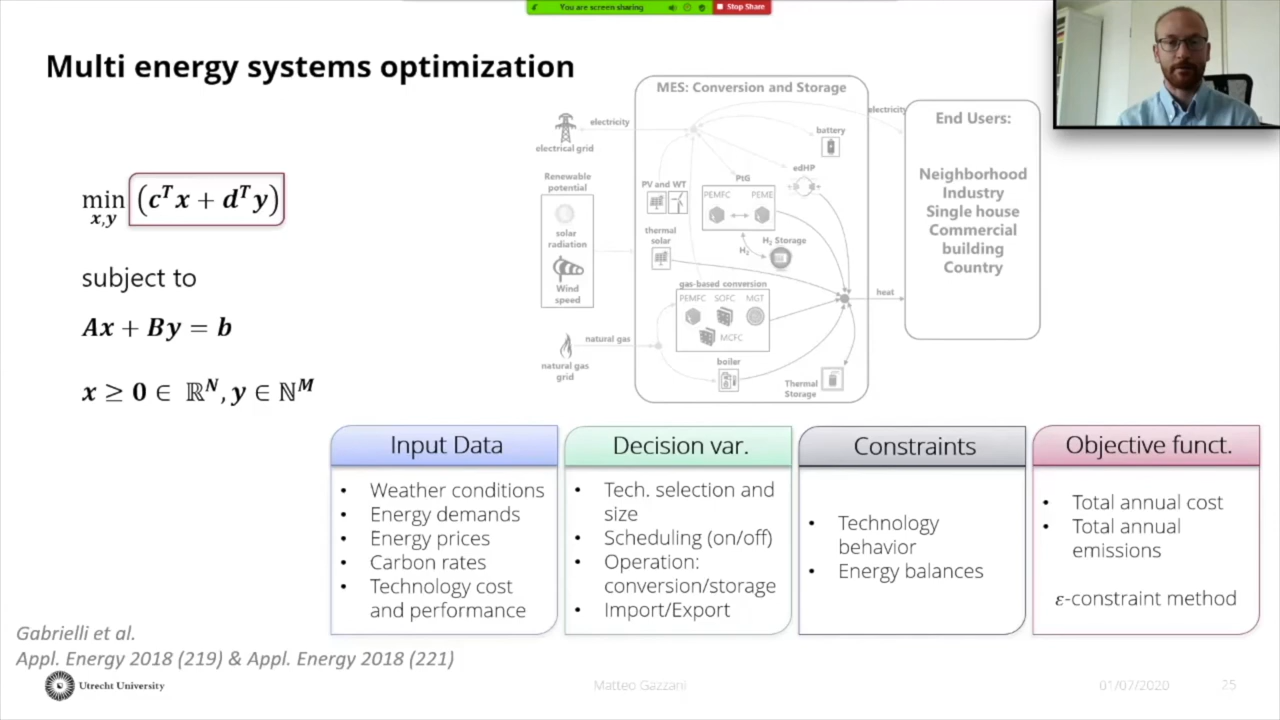 You are screen sharing
Stop Share
Multi energy systems optimization
min x,y (cᵀx + dᵀy)
subject to
Ax + By = b
x ≥ 0 ∈ ℝᴺ, y ∈ ℕᴹ
MES: Conversion and Storage
electricity
electrical grid
Renewable
potential
solar
radiation
Wind
speed
natural gas
natural gas
grid
PV and WT
thermal
solar
PtG
PEMFC PEME
H₂
H₂ Storage
gas-based conversion
PEMFC SOFC MGT
MCFC
boiler
battery
edHP
Thermal
Storage
electricity
heat
End Users:
Neighborhood
Industry
Single house
Commercial
building
Country
Input Data
• Weather conditions
• Energy demands
• Energy prices
• Carbon rates
• Technology cost
and performance
Decision var.
• Tech. selection and
size
• Scheduling (on/off)
• Operation:
conversion/storage
• Import/Export
Constraints
• Technology
behavior
• Energy balances
Objective funct.
• Total annual cost
• Total annual
emissions
ε-constraint method
Gabrielli et al.
Appl. Energy 2018 (219) & Appl. Energy 2018 (221)
Utrecht University
Matteo Gazzani
01/07/2020
25